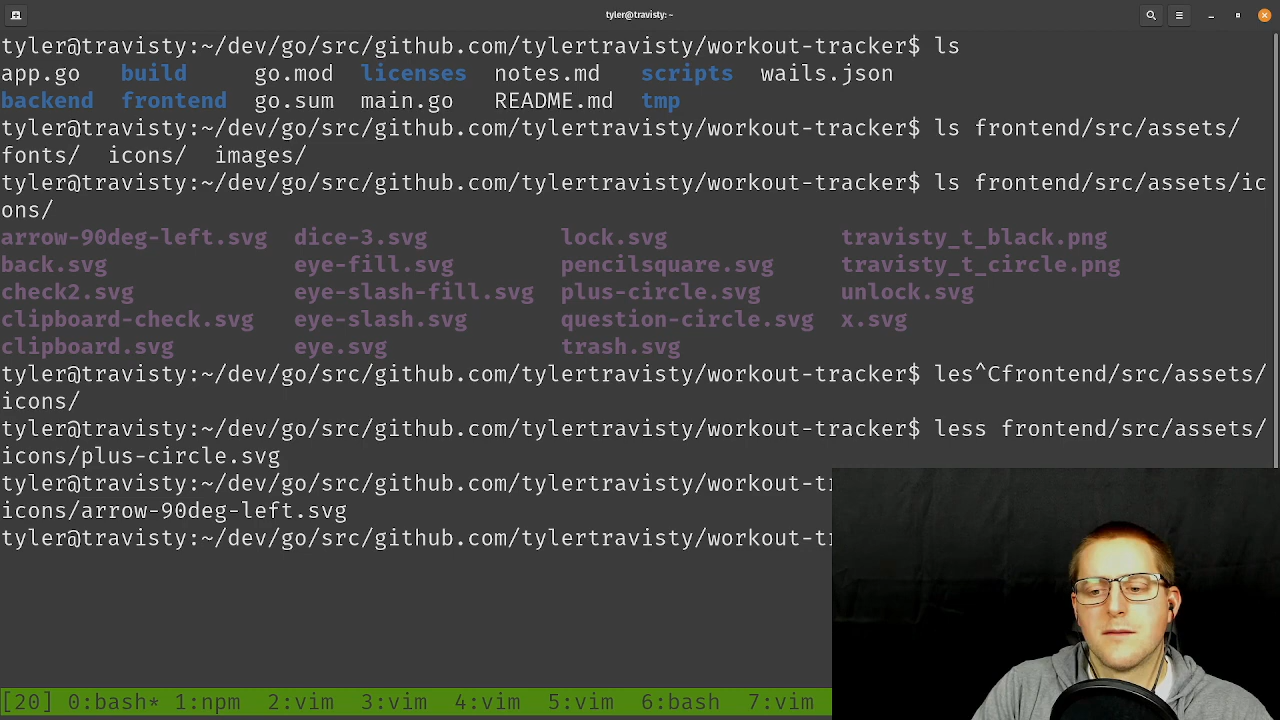 tyler@travisty: ~
tyler@travisty:~/dev/go/src/github.com/tylertravisty/workout-tracker$ ls
app.go build go.mod licenses notes.md scripts wails.json
backend frontend go.sum main.go README.md tmp
tyler@travisty:~/dev/go/src/github.com/tylertravisty/workout-tracker$ ls frontend/src/assets/
fonts/ icons/ images/
tyler@travisty:~/dev/go/src/github.com/tylertravisty/workout-tracker$ ls frontend/src/assets/ic
ons/
arrow-90deg-left.svg dice-3.svg lock.svg travisty_t_black.png
back.svg eye-fill.svg pencilsquare.svg travisty_t_circle.png
check2.svg eye-slash-fill.svg plus-circle.svg unlock.svg
clipboard-check.svg eye-slash.svg question-circle.svg x.svg
clipboard.svg eye.svg trash.svg
tyler@travisty:~/dev/go/src/github.com/tylertravisty/workout-tracker$ les^Cfrontend/src/assets/
icons/
tyler@travisty:~/dev/go/src/github.com/tylertravisty/workout-tracker$ less frontend/src/assets/
icons/plus-circle.svg
tyler@travisty:~/dev/go/src/github.com/tylertravisty/workout-t
icons/arrow-90deg-left.svg
tyler@travisty:~/dev/go/src/github.com/tylertravisty/workout-t
[20] 0:bash* 1:npm 2:vim 3:vim 4:vim 5:vim 6:bash 7:vim